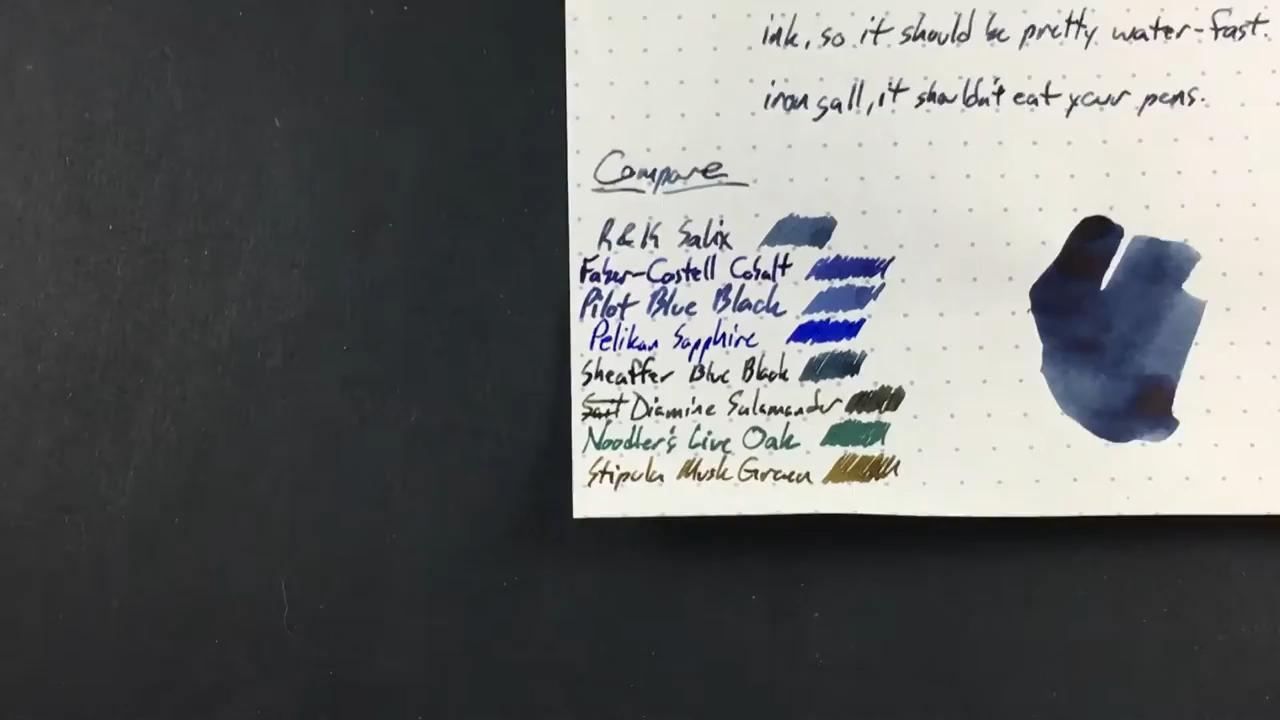 ink, so it should be pretty water-fast.
iron gall, it shouldn't eat your pens.
Compare
R&K Salix
Faber-Castell Cobalt
Pilot Blue Black
Pelikan Sapphire
Sheaffer Blue Black
Diamine Salamander
Noodler's Live Oak
Stipula Musk Green